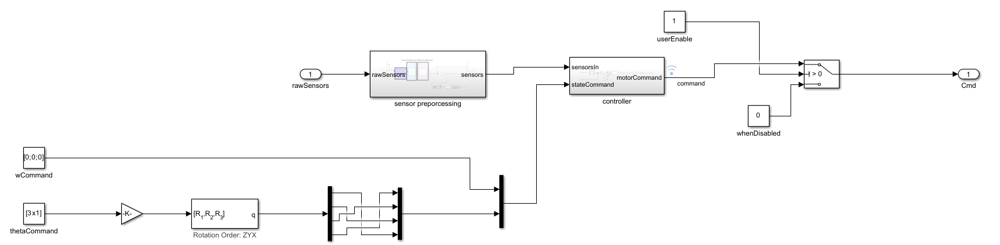 1
userEnable
rawSensors
sensors
sensorsIn
motorCommand
stateCommand
command
> 0
1
rawSensors
1
Cmd
sensor preporcessing
controller
0
whenDisabled
[0;0;0]
wCommand
[3x1]
thetaCommand
-K-
[R1,R2,R3]
q
Rotation Order: ZYX